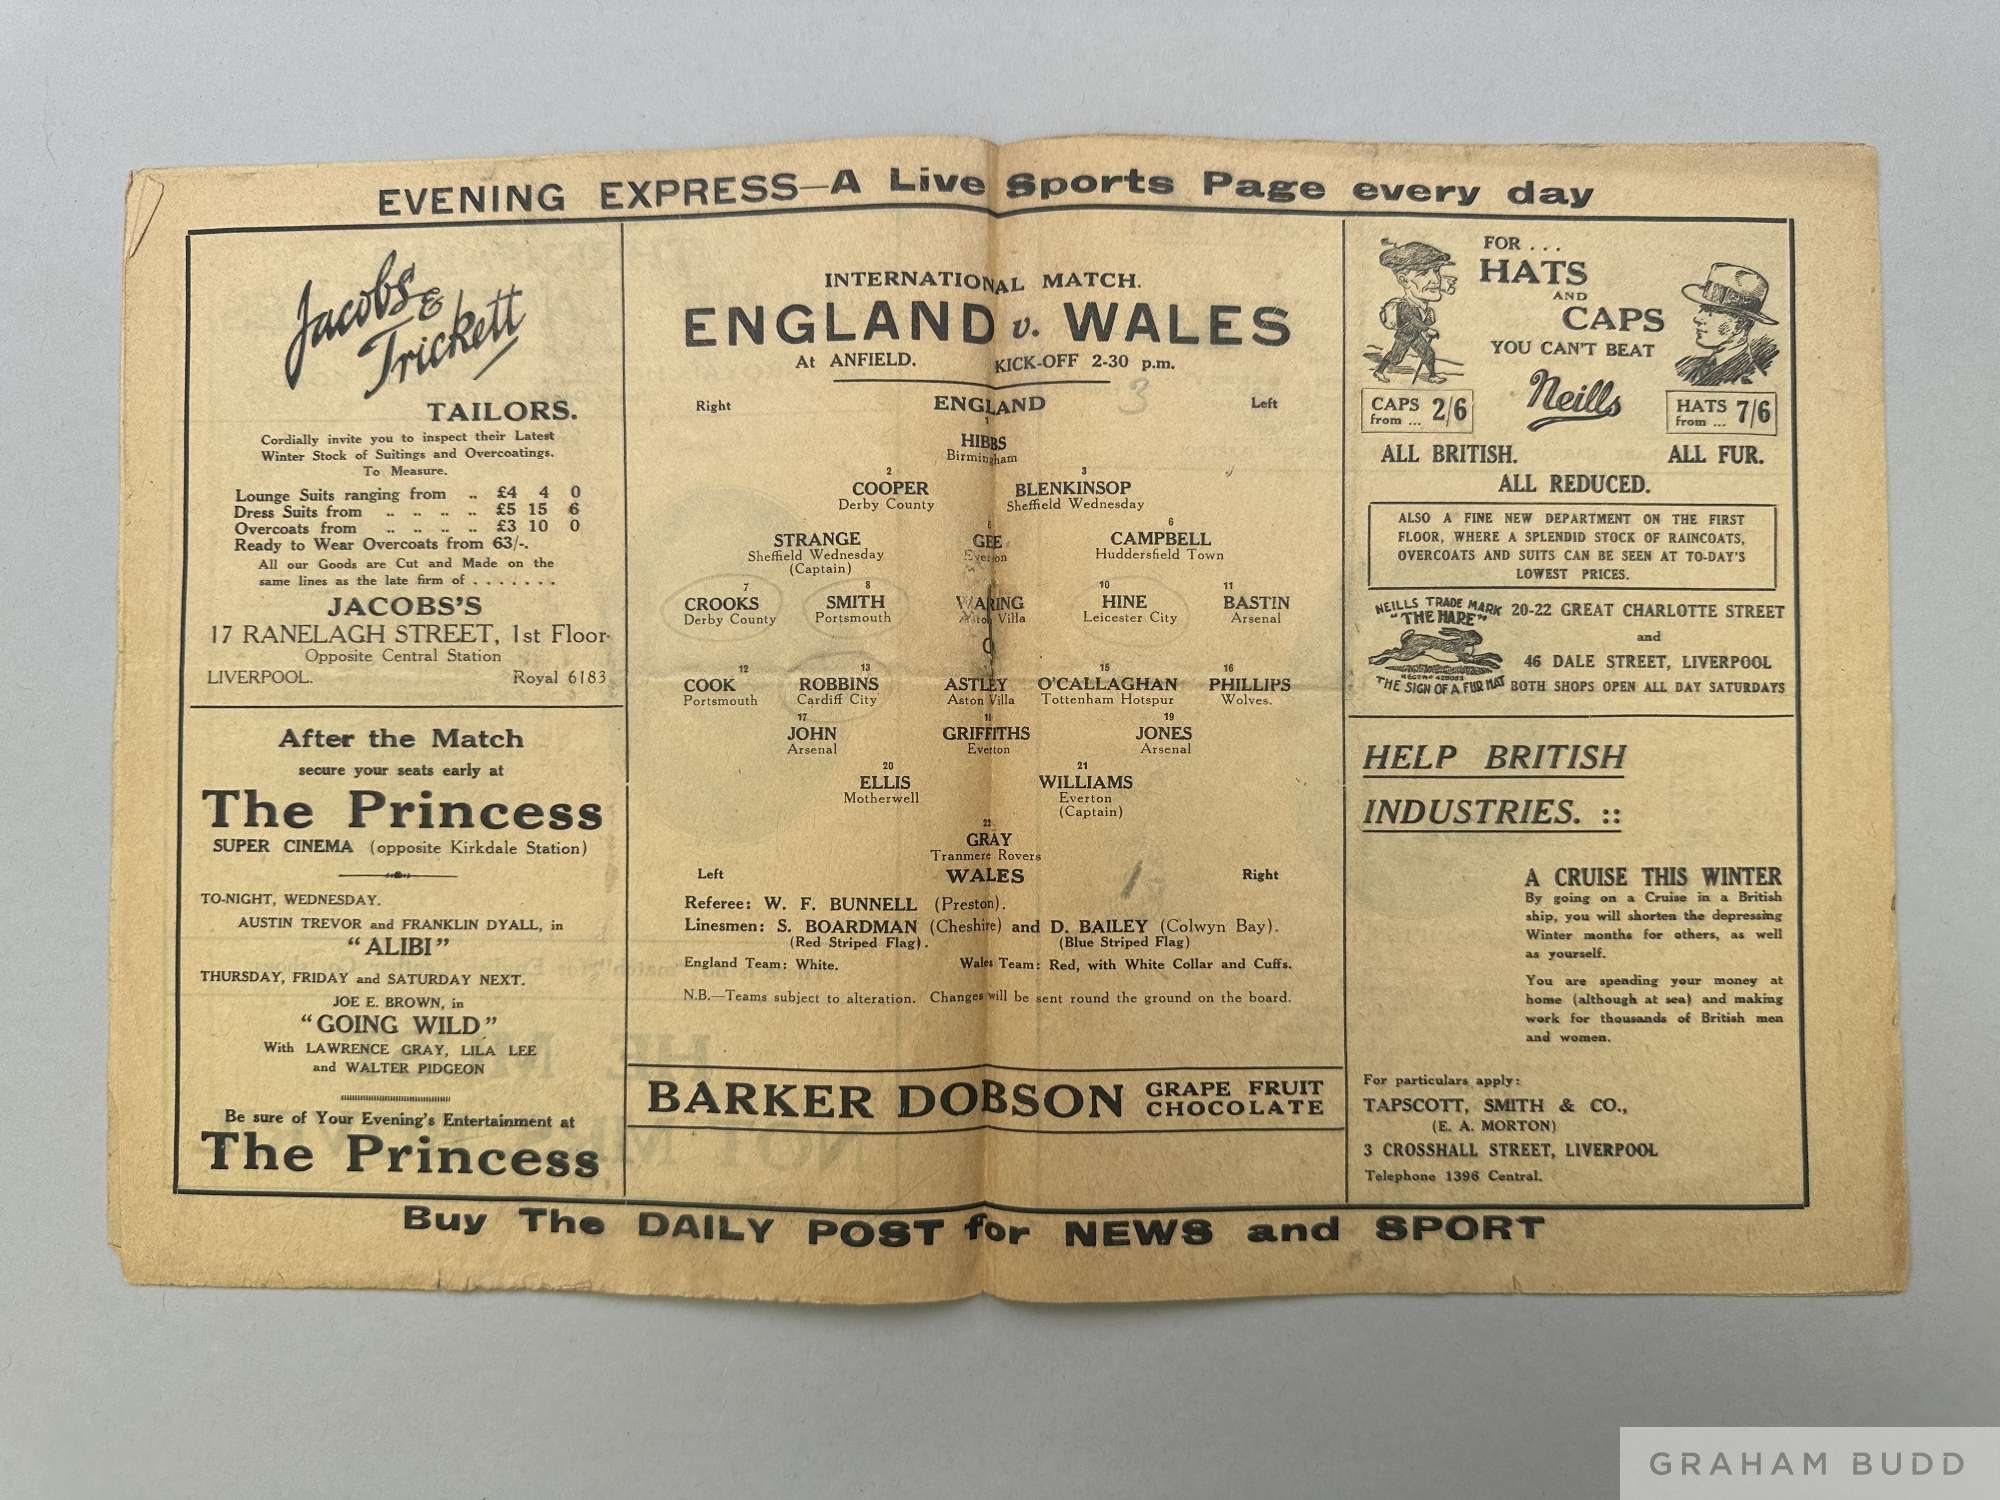 EVENING EXPRESS—A Live Sports Page every day
Jacobs &
Trickett
TAILORS.
Cordially invite you to inspect their Latest
Winter Stock of Suitings and Overcoatings.
To Measure.
Lounge Suits ranging from .. £4 4 0
Dress Suits from .. .. .. .. £5 15 6
Overcoats from .. .. .. .. £3 10 0
Ready to Wear Overcoats from 63/-.
All our Goods are Cut and Made on the
same lines as the late firm of .......
JACOBS'S
17 RANELAGH STREET, 1st Floor
Opposite Central Station
LIVERPOOL. Royal 6183
After the Match
secure your seats early at
The Princess
SUPER CINEMA (opposite Kirkdale Station)
TO-NIGHT, WEDNESDAY.
AUSTIN TREVOR and FRANKLIN DYALL, in
"ALIBI"
THURSDAY, FRIDAY and SATURDAY NEXT.
JOE E. BROWN, in
"GOING WILD"
With LAWRENCE GRAY, LILA LEE
and WALTER PIDGEON
Be sure of Your Evening's Entertainment at
The Princess
INTERNATIONAL MATCH.
ENGLAND v. WALES
At ANFIELD. KICK-OFF 2-30 p.m.
Right ENGLAND 3 Left
1
HIBBS
Birmingham
2 3
COOPER BLENKINSOP
Derby County Sheffield Wednesday
5 6
STRANGE GEE CAMPBELL
Sheffield Wednesday Everton Huddersfield Town
(Captain)
7 8 10 11
CROOKS SMITH WARING HINE BASTIN
Derby County Portsmouth Aston Villa Leicester City Arsenal
O
12 13 15 16
COOK ROBBINS ASTLEY O'CALLAGHAN PHILLIPS
Portsmouth Cardiff City Aston Villa Tottenham Hotspur Wolves.
17 18 19
JOHN GRIFFITHS JONES
Arsenal Everton Arsenal
20 21
ELLIS WILLIAMS
Motherwell Everton
(Captain)
22
GRAY
Tranmere Rovers
Left WALES 1 Right
Referee: W. F. BUNNELL (Preston).
Linesmen: S. BOARDMAN (Cheshire) and D. BAILEY (Colwyn Bay).
(Red Striped Flag). (Blue Striped Flag)
England Team: White. Wales Team: Red, with White Collar and Cuffs.
N.B.—Teams subject to alteration. Changes will be sent round the ground on the board.
BARKER DOBSON GRAPE FRUIT
CHOCOLATE
FOR ...
HATS
AND
CAPS
YOU CAN'T BEAT
Neills
CAPS from ... 2/6
HATS from ... 7/6
ALL BRITISH. ALL FUR.
ALL REDUCED.
ALSO A FINE NEW DEPARTMENT ON THE FIRST
FLOOR, WHERE A SPLENDID STOCK OF RAINCOATS,
OVERCOATS AND SUITS CAN BE SEEN AT TO-DAY'S
LOWEST PRICES.
NEILLS TRADE MARK
"THE HARE"
THE SIGN OF A FUR HAT
20-22 GREAT CHARLOTTE STREET
and
46 DALE STREET, LIVERPOOL
BOTH SHOPS OPEN ALL DAY SATURDAYS
HELP BRITISH
INDUSTRIES. ::
A CRUISE THIS WINTER
By going on a Cruise in a British
ship, you will shorten the depressing
Winter months for others, as well
as yourself.
You are spending your money at
home (although at sea) and making
work for thousands of British men
and women.
For particulars apply:
TAPSCOTT, SMITH & CO.,
(E. A. MORTON)
3 CROSSHALL STREET, LIVERPOOL
Telephone 1396 Central.
Buy The DAILY POST for NEWS and SPORT
GRAHAM BUDD